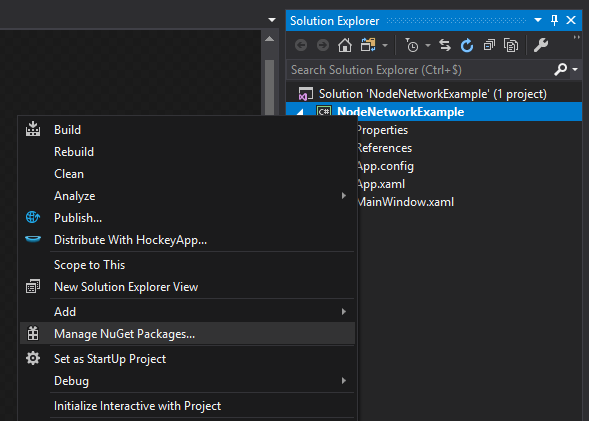 Solution Explorer
Search Solution Explorer (Ctrl+$)
Solution 'NodeNetworkExample' (1 project)
C# NodeNetworkExample
Properties
References
App.config
App.xaml
MainWindow.xaml
Build
Rebuild
Clean
Analyze
Publish...
Distribute With HockeyApp...
Scope to This
New Solution Explorer View
Add
Manage NuGet Packages...
Set as StartUp Project
Debug
Initialize Interactive with Project